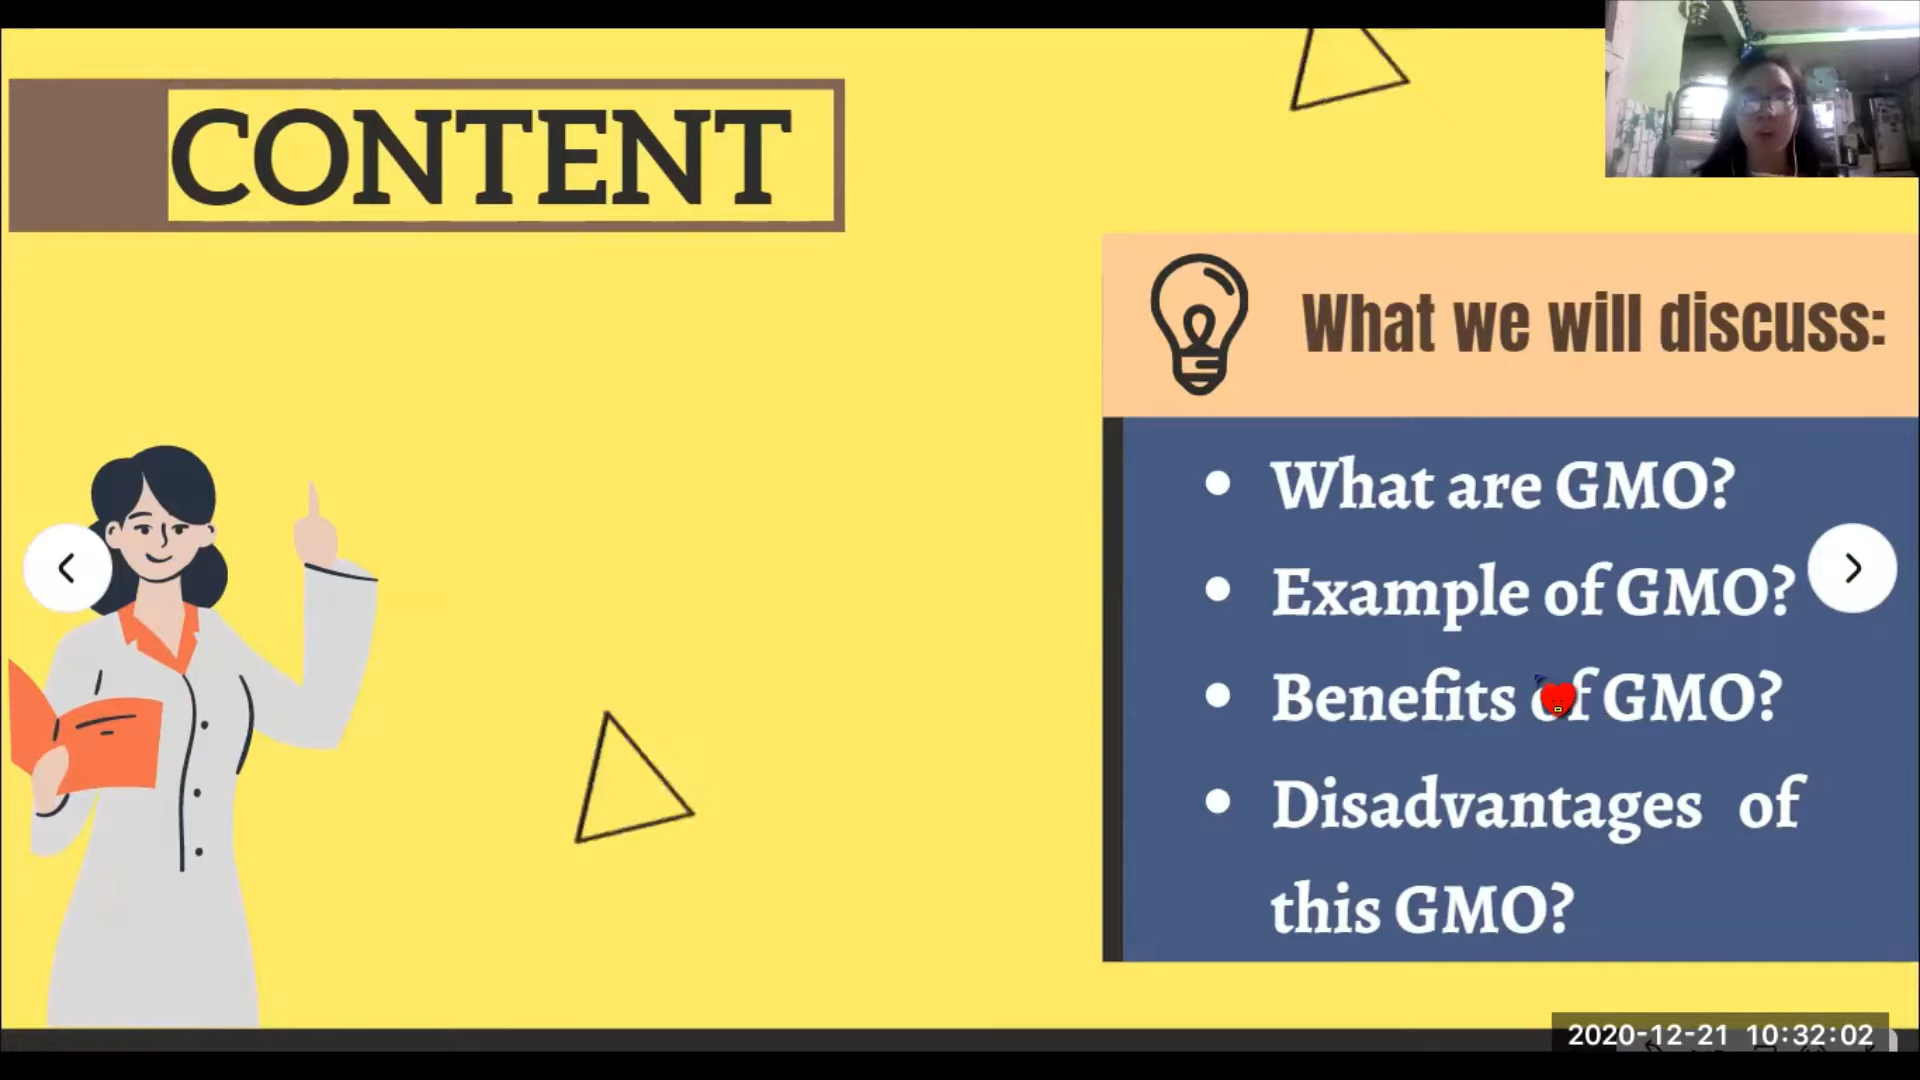 CONTENT
What we will discuss:
• What are GMO?
• Example of GMO?
• Benefits of GMO?
• Disadvantages of
this GMO?
2020-12-21 10:32:02